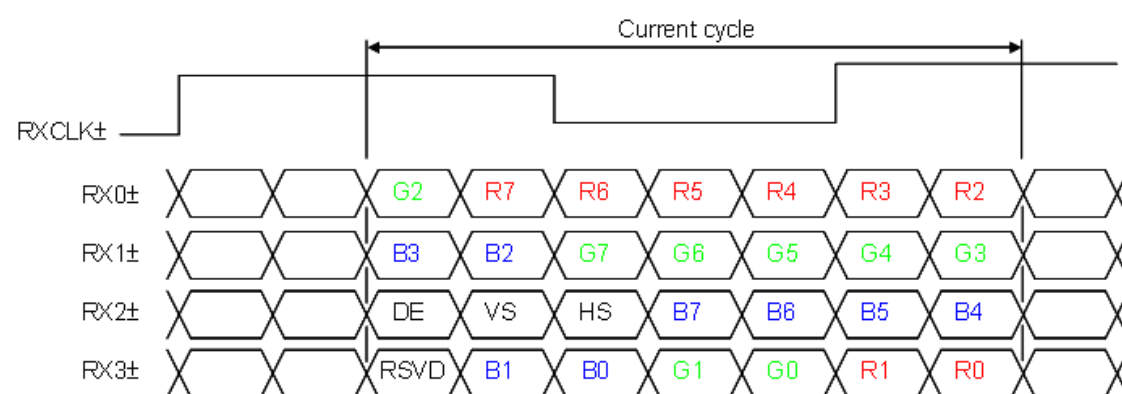 Current cycle
RXCLK±
RX0± G2 R7 R6 R5 R4 R3 R2
RX1± B3 B2 G7 G6 G5 G4 G3
RX2± DE VS HS B7 B6 B5 B4
RX3± RSVD B1 B0 G1 G0 R1 R0